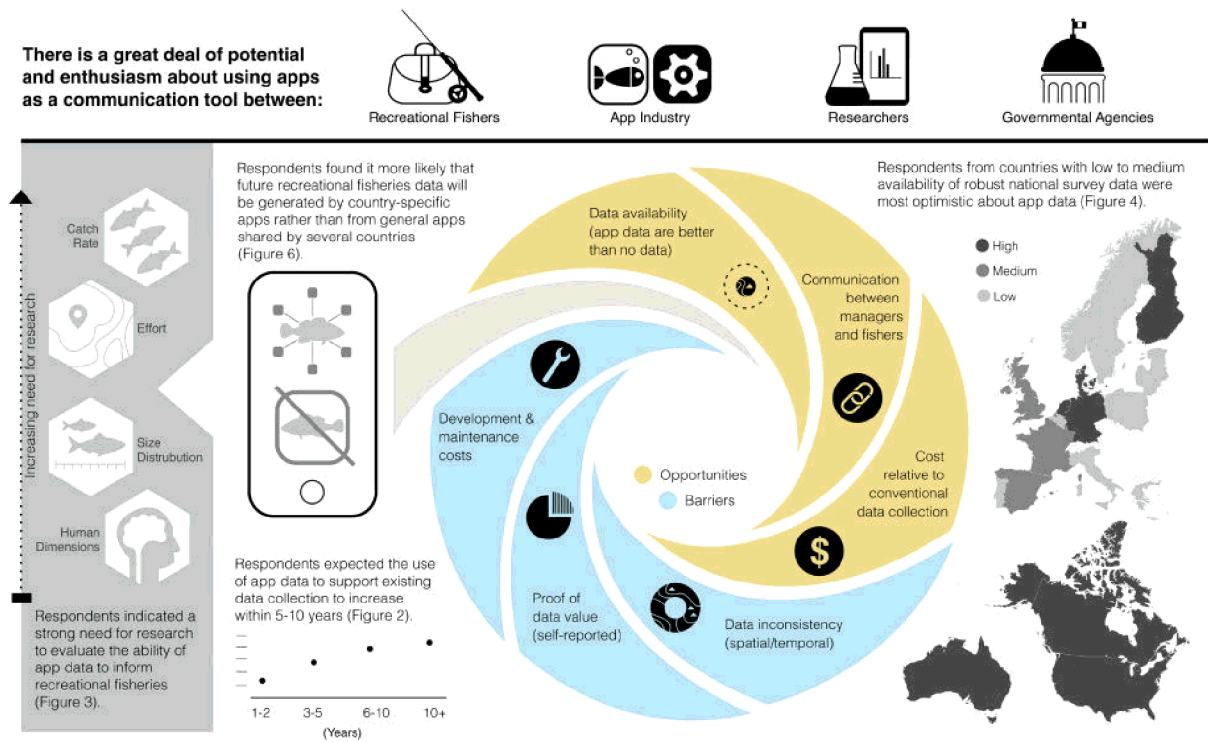 There is a great deal of potential
and enthusiasm about using apps
as a communication tool between:
Recreational Fishers
App Industry
Researchers
Governmental Agencies
Increasing need for research
Catch
Rate
Effort
Size
Distrubution
Human
Dimensions
Respondents indicated a
strong need for research
to evaluate the ability of
app data to inform
recreational fisheries
(Figure 3).
Respondents found it more likely that
future recreational fisheries data will
be generated by country-specific
apps rather than from general apps
shared by several countries
(Figure 6).
Respondents expected the use
of app data to support existing
data collection to increase
within 5-10 years (Figure 2).
1-2
3-5
6-10
10+
(Years)
Data availability
(app data are better
than no data)
Communication
between
managers
and fishers
Cost
relative to
conventional
data collection
$
Opportunities
Barriers
Development &
maintenance
costs
Proof of
data value
(self-reported)
Data inconsistency
(spatial/temporal)
Respondents from countries with low to medium
availability of robust national survey data were
most optimistic about app data (Figure 4).
High
Medium
Low